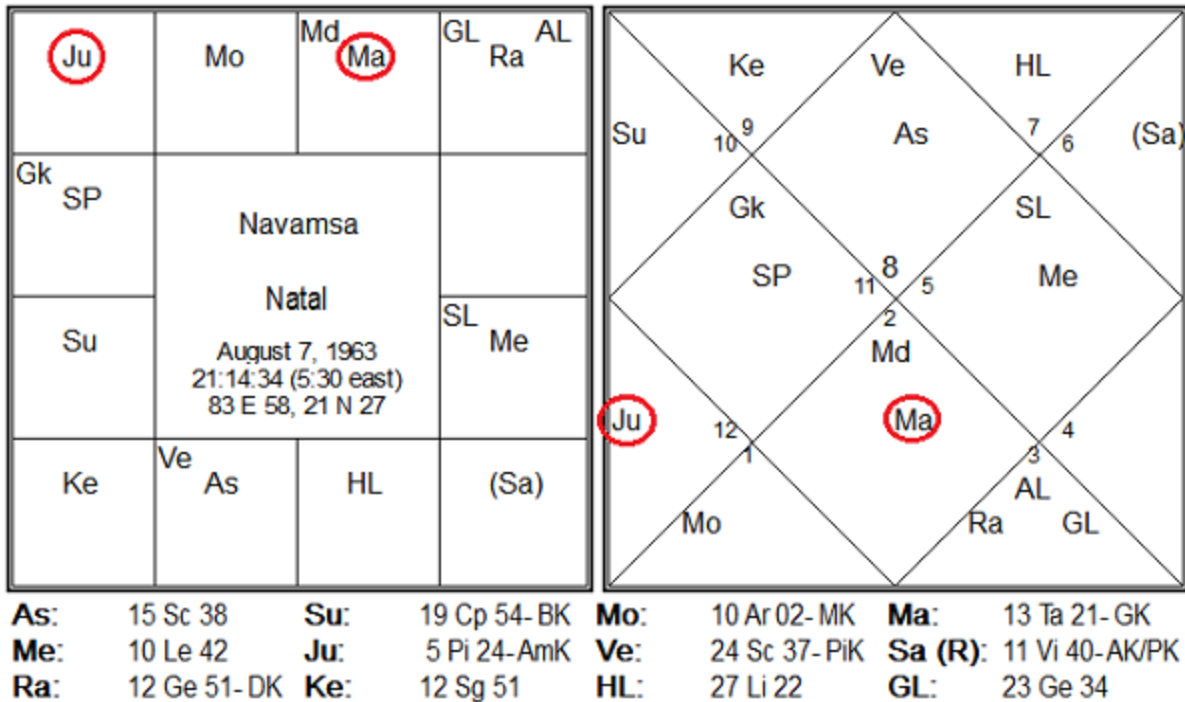 Ju
Mo
Md
Ma
GL AL
Ra
Gk
SP
Navamsa
Natal
August 7, 1963
21:14:34 (5:30 east)
83 E 58, 21 N 27
Su
SL
Me
Ke
Ve
As
HL
(Sa)
Ke
Ve
HL
Su
10 9
As
7 6
(Sa)
Gk
SL
SP
11 8 5
Me
2
Md
Ju
12
Ma
4
1
3
AL
Mo
Ra
GL
As: 15 Sc 38 Su: 19 Cp 54- BK Mo: 10 Ar 02- MK Ma: 13 Ta 21- GK
Me: 10 Le 42 Ju: 5 Pi 24- AmK Ve: 24 Sc 37- PiK Sa (R): 11 Vi 40- AK/PK
Ra: 12 Ge 51- DK Ke: 12 Sg 51 HL: 27 Li 22 GL: 23 Ge 34